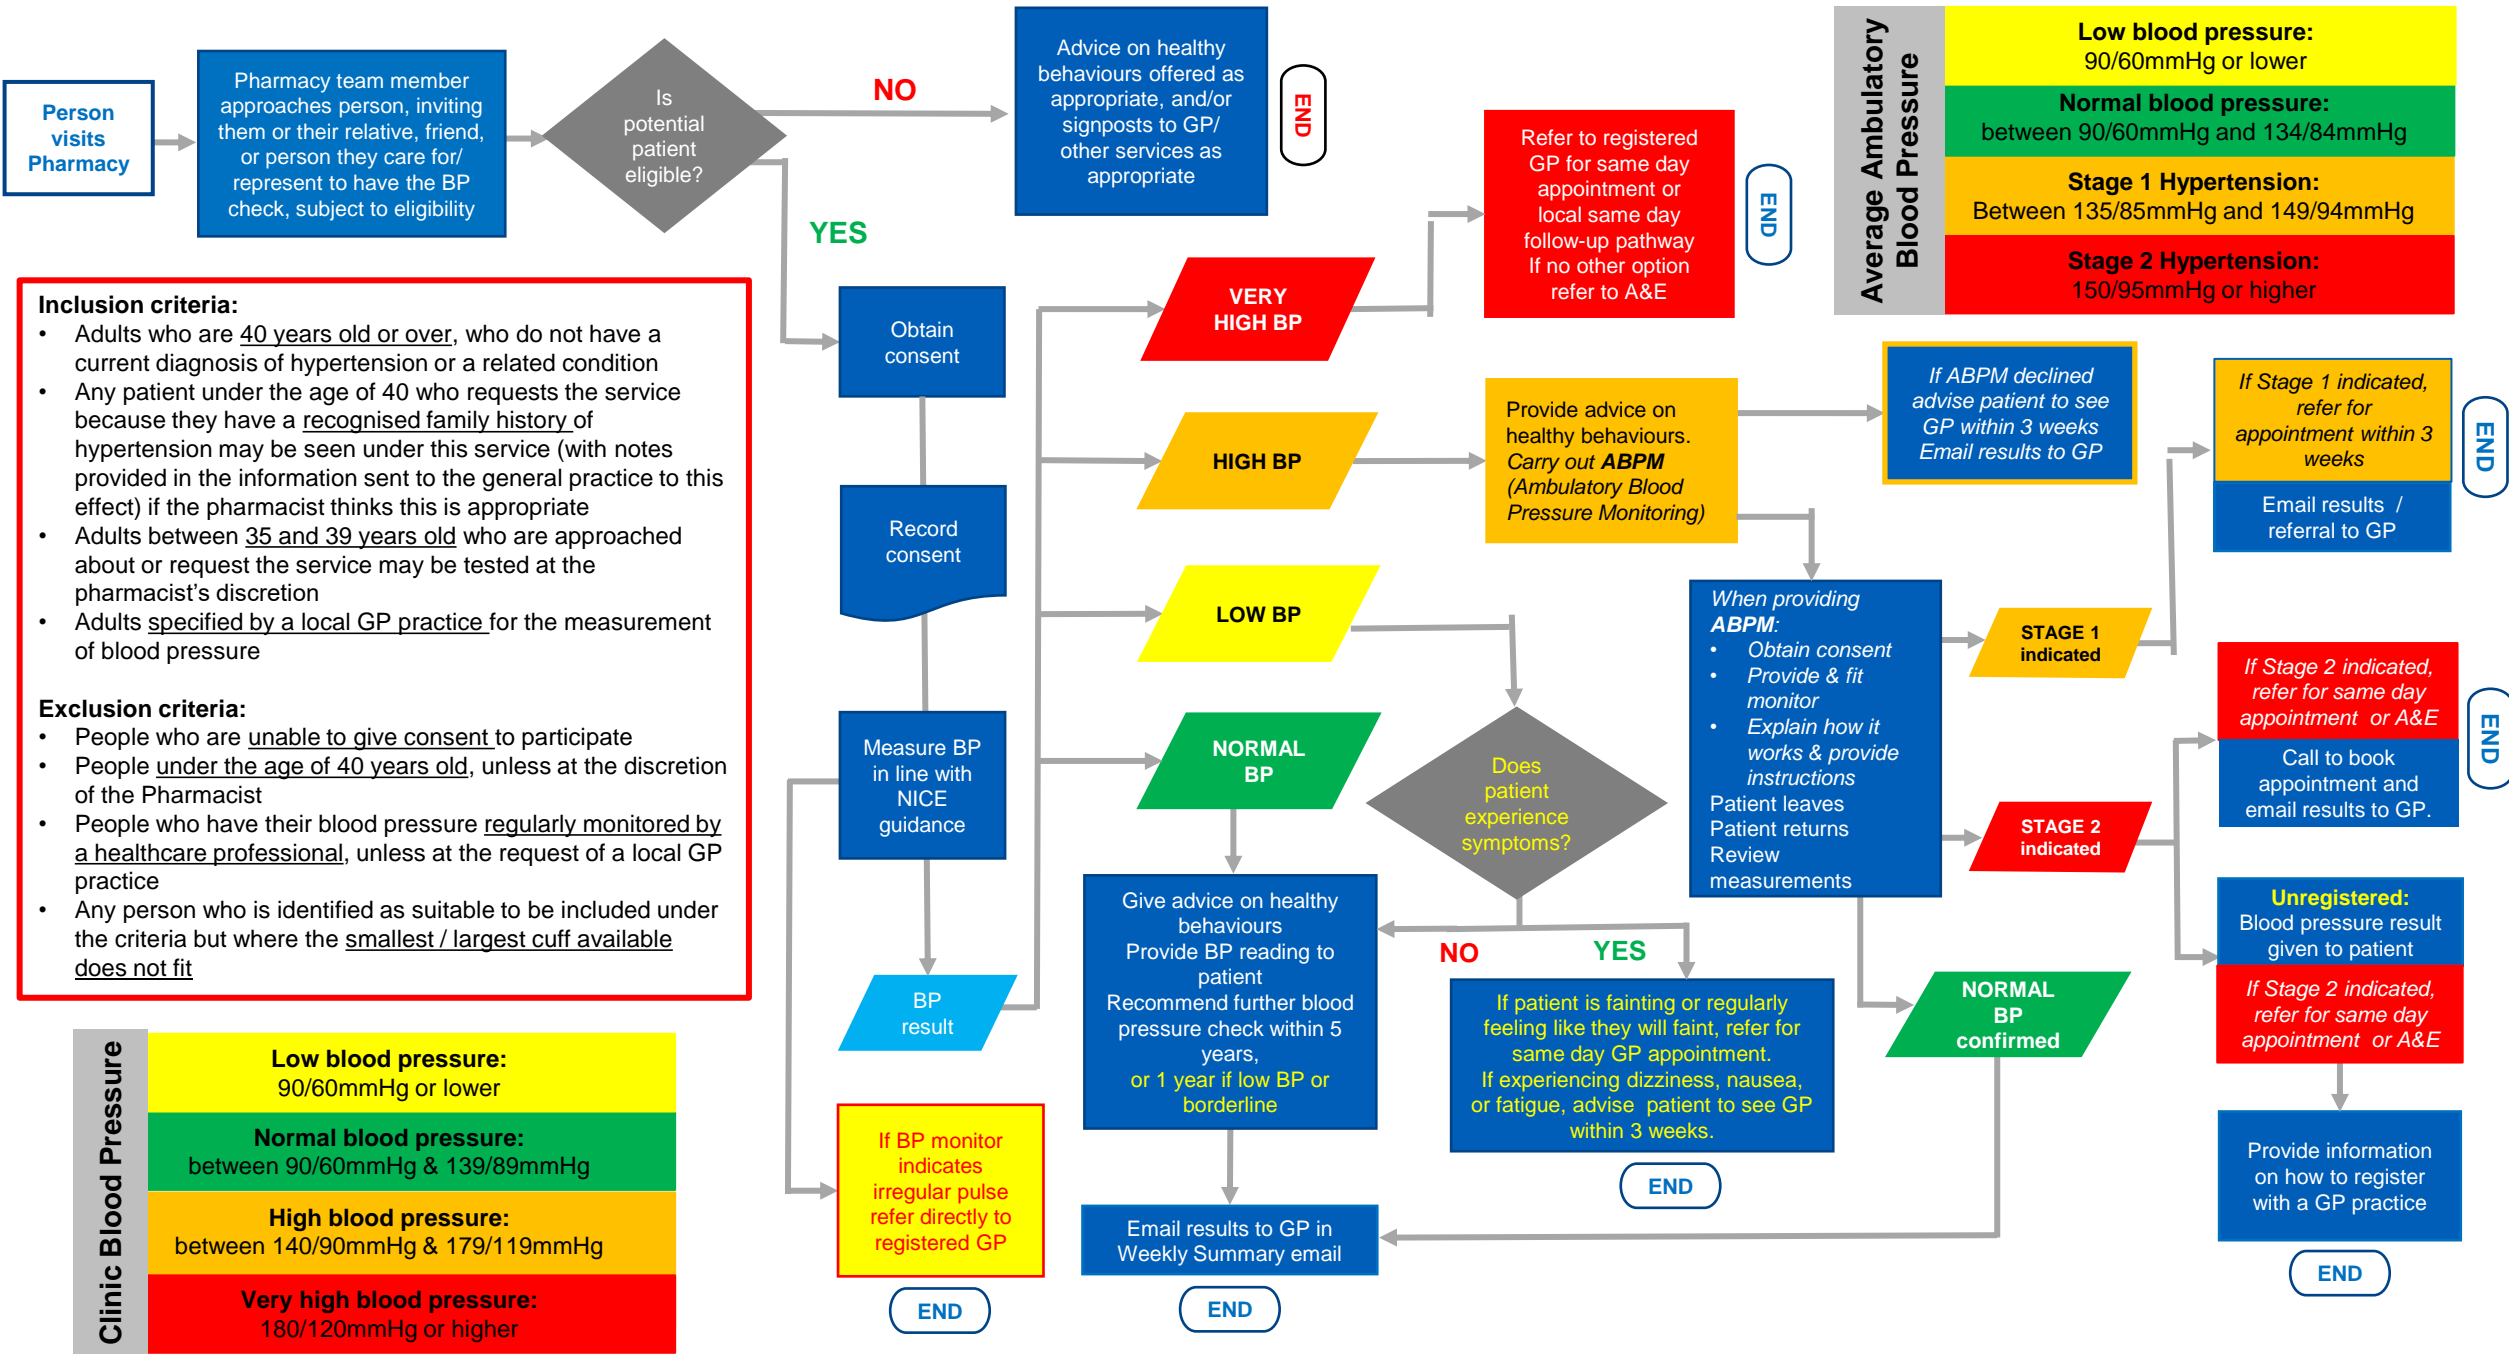 Person
visits
Pharmacy
Pharmacy team member
approaches person, inviting
them or their relative, friend,
or person they care for/
represent to have the BP
check, subject to eligibility
Is
potential
patient
eligible?
NO
Advice on healthy
behaviours offered as
appropriate, and/or
signposts to GP/
other services as
appropriate
END
YES
Obtain
consent
Record
consent
Measure BP
in line with
NICE
guidance
BP
result
If BP monitor
indicates
irregular pulse
refer directly to
registered GP
END
Inclusion criteria:
• Adults who are 40 years old or over, who do not have a
current diagnosis of hypertension or a related condition
• Any patient under the age of 40 who requests the service
because they have a recognised family history of
hypertension may be seen under this service (with notes
provided in the information sent to the general practice to this
effect) if the pharmacist thinks this is appropriate
• Adults between 35 and 39 years old who are approached
about or request the service may be tested at the
pharmacist's discretion
• Adults specified by a local GP practice for the measurement
of blood pressure
Exclusion criteria:
• People who are unable to give consent to participate
• People under the age of 40 years old, unless at the discretion
of the Pharmacist
• People who have their blood pressure regularly monitored by
a healthcare professional, unless at the request of a local GP
practice
• Any person who is identified as suitable to be included under
the criteria but where the smallest / largest cuff available
does not fit
Clinic Blood Pressure
Low blood pressure:
90/60mmHg or lower
Normal blood pressure:
between 90/60mmHg & 139/89mmHg
High blood pressure:
between 140/90mmHg & 179/119mmHg
Very high blood pressure:
180/120mmHg or higher
VERY
HIGH BP
Refer to registered
GP for same day
appointment or
local same day
follow-up pathway
If no other option
refer to A&E
END
HIGH BP
Provide advice on
healthy behaviours.
Carry out ABPM
(Ambulatory Blood
Pressure Monitoring)
If ABPM declined
advise patient to see
GP within 3 weeks
Email results to GP
LOW BP
Does
patient
experience
symptoms?
NO
YES
If patient is fainting or regularly
feeling like they will faint, refer for
same day GP appointment.
If experiencing dizziness, nausea,
or fatigue, advise patient to see GP
within 3 weeks.
END
NORMAL
BP
Give advice on healthy
behaviours
Provide BP reading to
patient
Recommend further blood
pressure check within 5
years,
or 1 year if low BP or
borderline
Email results to GP in
Weekly Summary email
END
When providing
ABPM:
• Obtain consent
• Provide & fit
monitor
• Explain how it
works & provide
instructions
Patient leaves
Patient returns
Review
measurements
STAGE 1
indicated
If Stage 1 indicated,
refer for
appointment within 3
weeks
Email results /
referral to GP
END
STAGE 2
indicated
If Stage 2 indicated,
refer for same day
appointment or A&E
Call to book
appointment and
email results to GP.
END
Unregistered:
Blood pressure result
given to patient
If Stage 2 indicated,
refer for same day
appointment or A&E
Provide information
on how to register
with a GP practice
END
NORMAL
BP
confirmed
Average Ambulatory
Blood Pressure
Low blood pressure:
90/60mmHg or lower
Normal blood pressure:
between 90/60mmHg and 134/84mmHg
Stage 1 Hypertension:
Between 135/85mmHg and 149/94mmHg
Stage 2 Hypertension:
150/95mmHg or higher